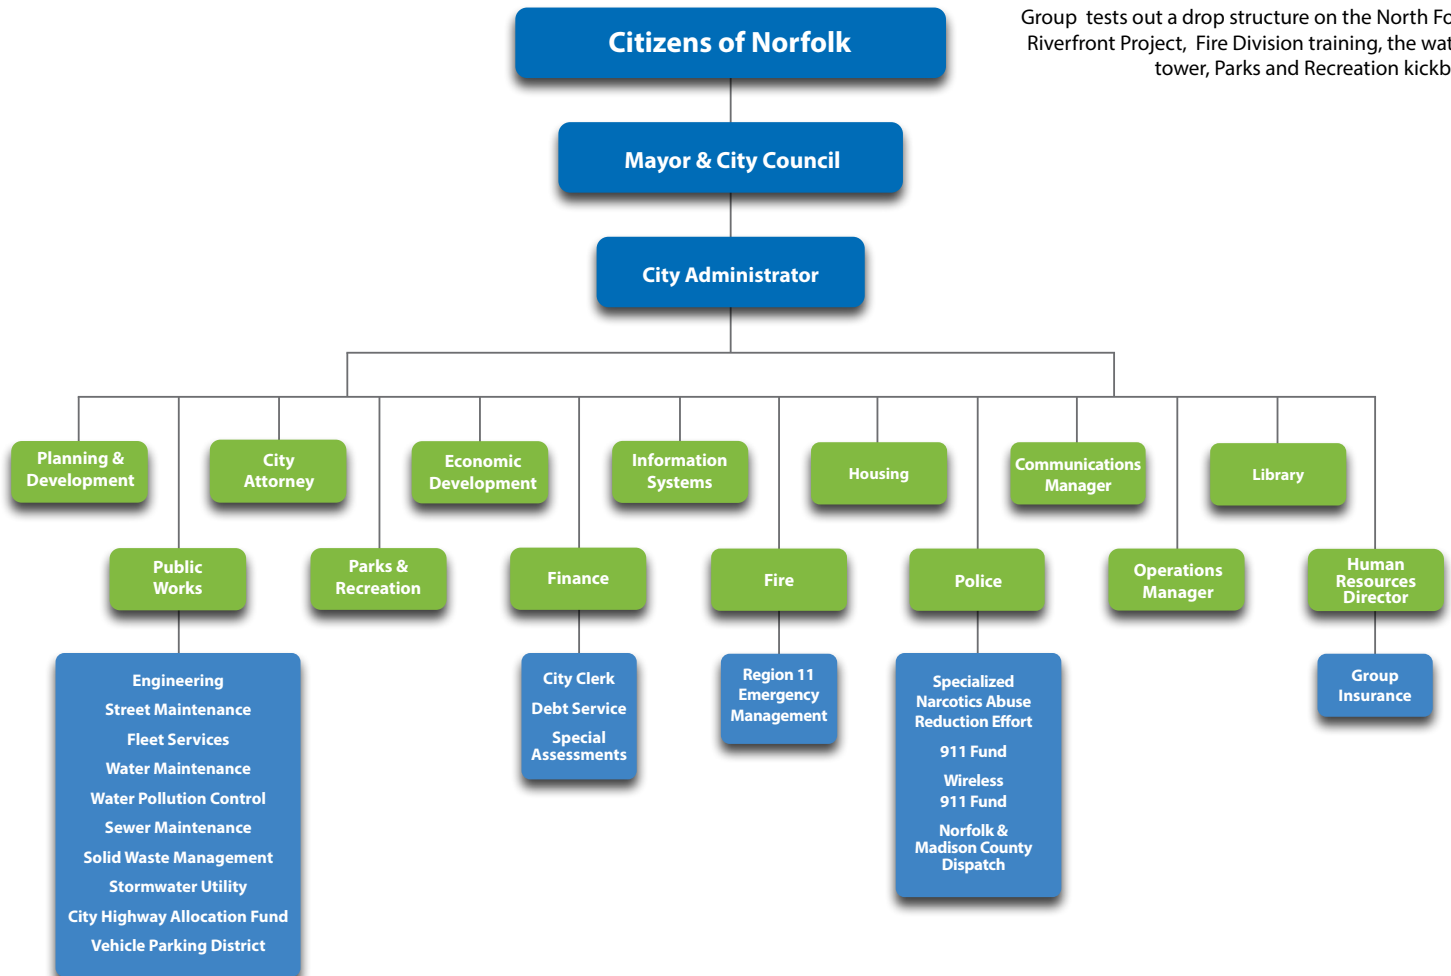 Citizens of Norfolk
Group tests out a drop structure on the North Fo
Riverfront Project, Fire Division training, the wat
tower, Parks and Recreation kickb
Mayor & City Council
City Administrator
Planning &
Development
City
Attorney
Economic
Development
Information
Systems
Housing
Communications
Manager
Library
Public
Works
Parks &
Recreation
Finance
Fire
Police
Operations
Manager
Human
Resources
Director
Engineering
Street Maintenance
Fleet Services
Water Maintenance
Water Pollution Control
Sewer Maintenance
Solid Waste Management
Stormwater Utility
City Highway Allocation Fund
Vehicle Parking District
City Clerk
Debt Service
Special
Assessments
Region 11
Emergency
Management
Specialized
Narcotics Abuse
Reduction Effort
911 Fund
Wireless
911 Fund
Norfolk &
Madison County
Dispatch
Group
Insurance